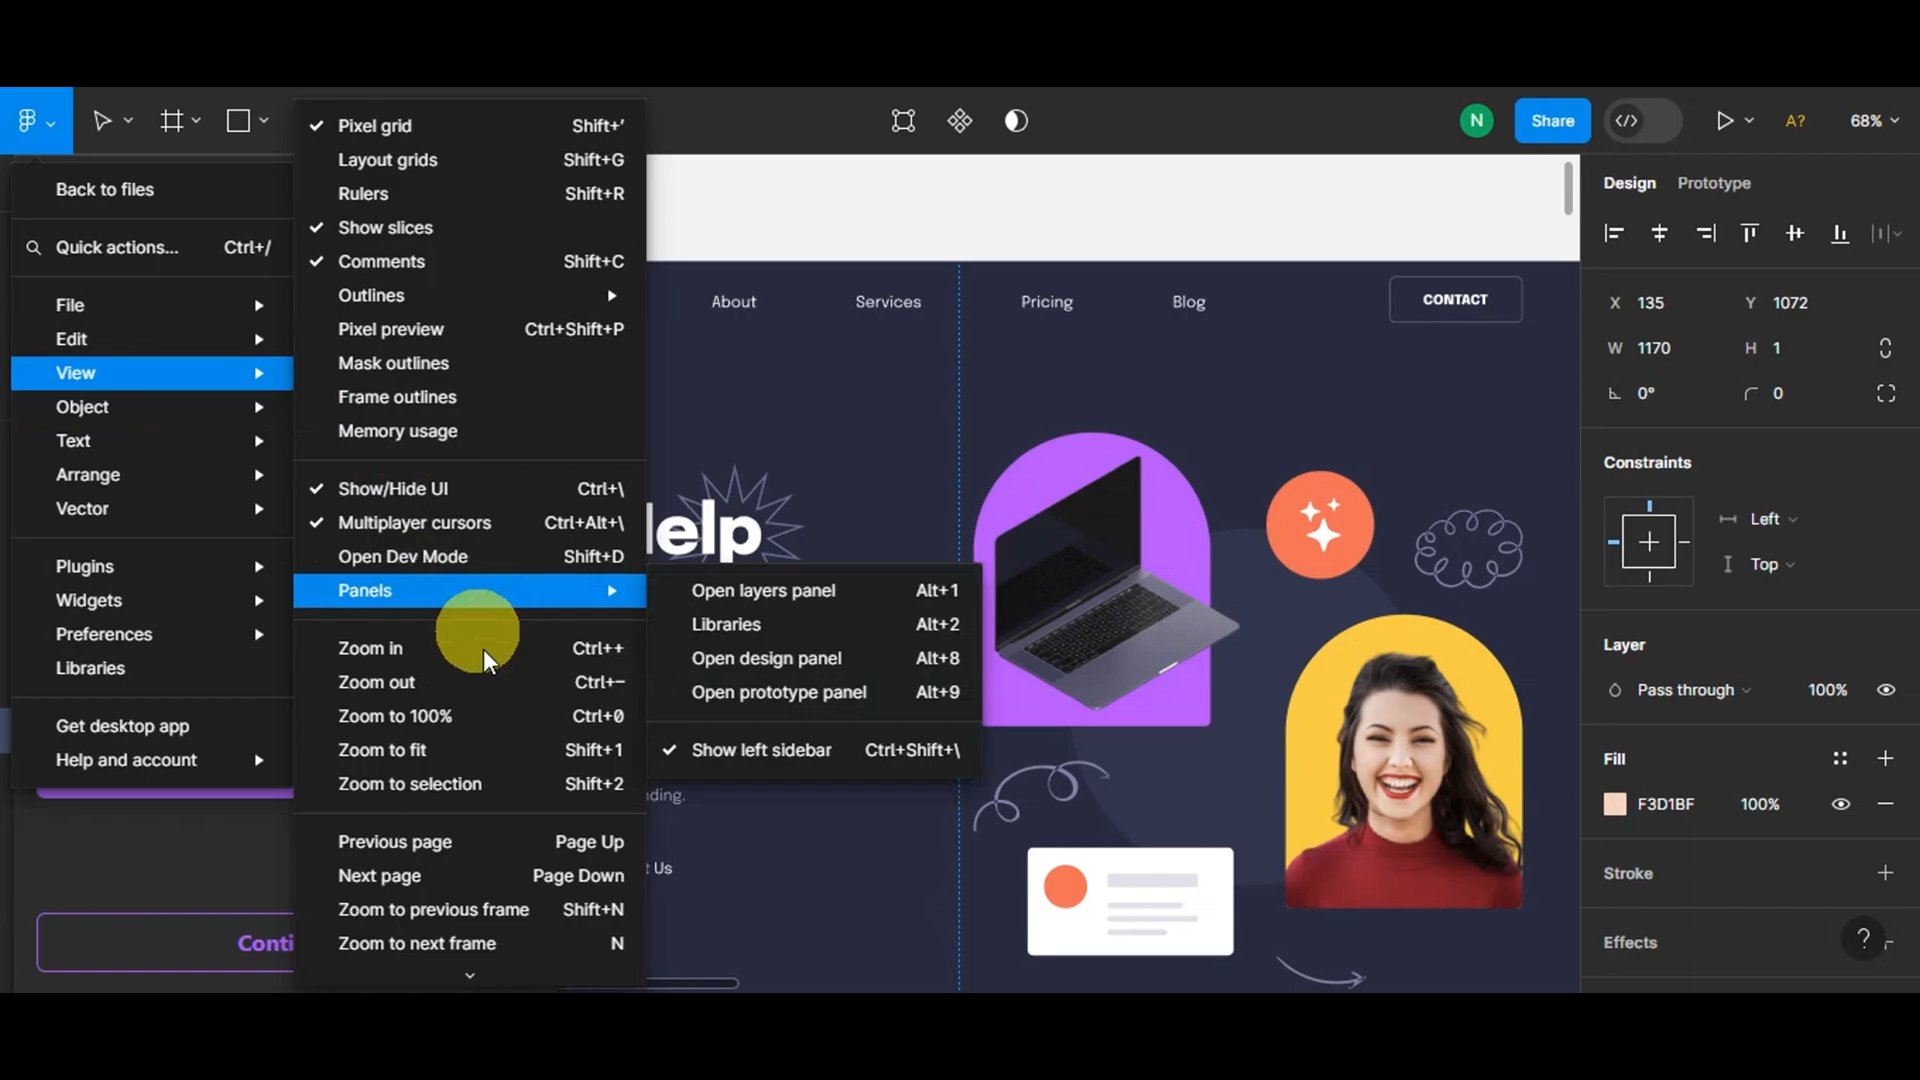 N
Share
A?
68%
Back to files
Quick actions... Ctrl+/
File
Edit
View
Object
Text
Arrange
Vector
Plugins
Widgets
Preferences
Libraries
Get desktop app
Help and account
Pixel grid Shift+'
Layout grids Shift+G
Rulers Shift+R
Show slices
Comments Shift+C
Outlines
Pixel preview Ctrl+Shift+P
Mask outlines
Frame outlines
Memory usage
Show/Hide UI Ctrl+\
Multiplayer cursors Ctrl+Alt+\
Open Dev Mode Shift+D
Panels
Zoom in Ctrl++
Zoom out Ctrl+−
Zoom to 100% Ctrl+0
Zoom to fit Shift+1
Zoom to selection Shift+2
Previous page Page Up
Next page Page Down
Zoom to previous frame Shift+N
Zoom to next frame N
Open layers panel Alt+1
Libraries Alt+2
Open design panel Alt+8
Open prototype panel Alt+9
Show left sidebar Ctrl+Shift+\
About Services Pricing Blog CONTACT
elp
ding.
t Us
Conti
Design Prototype
X 135 Y 1072
W 1170 H 1
0° 0
Constraints
Left
Top
Layer
Pass through 100%
Fill
F3D1BF 100%
Stroke
Effects
?